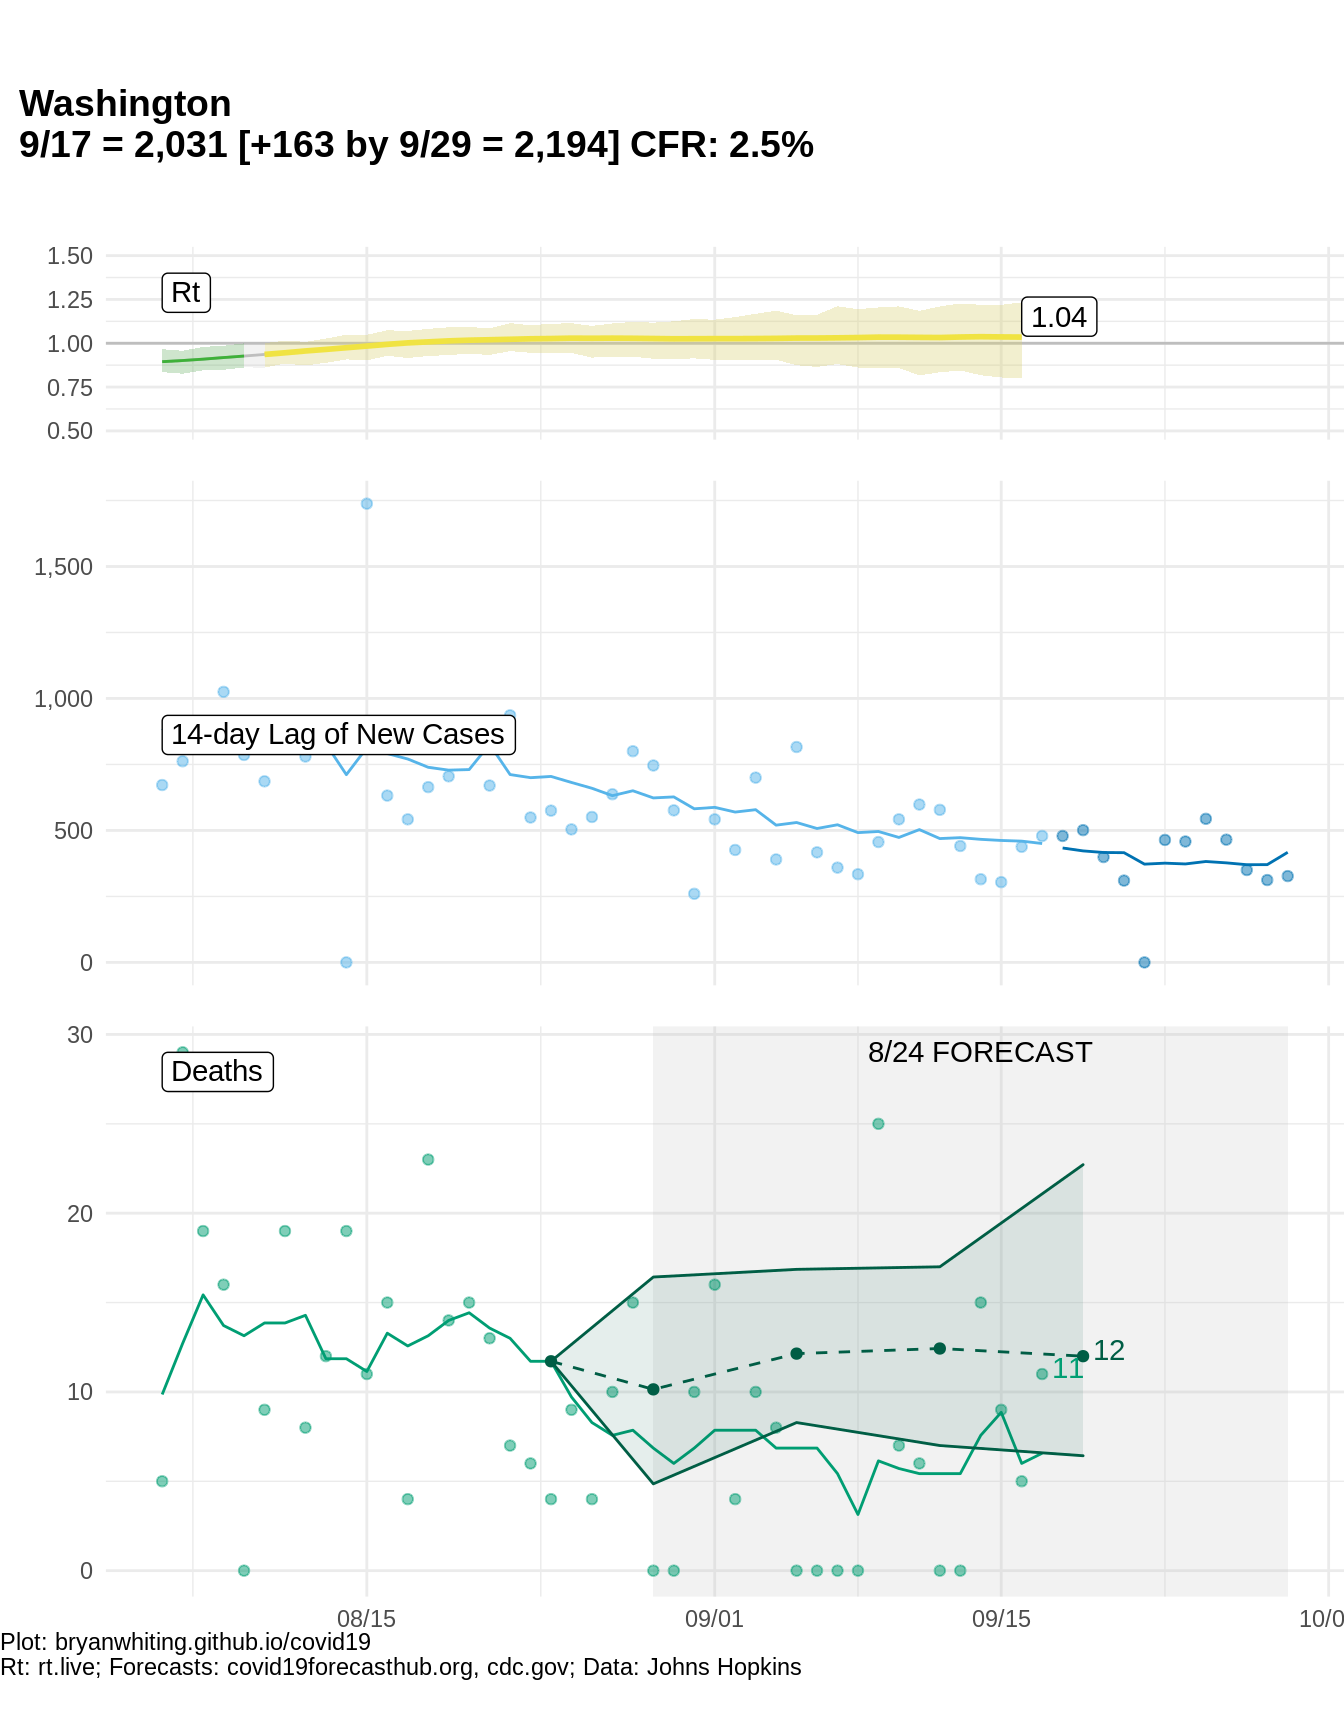 Washington
9/17 = 2,031 [+163 by 9/29 = 2,194] CFR: 2.5%
1.50
Rt
1.25
1.04
1.00
0.75
0.50
1,500
1,000
14-day Lag of New Cases
500
0
30
8/24 FORECAST
Deaths
20
12
11
10
0
08/15
09/01
09/15
10/0
Plot: bryanwhiting.github.io/covid19
Rt: rt.live; Forecasts: covid19forecasthub.org, cdc.gov; Data: Johns Hopkins